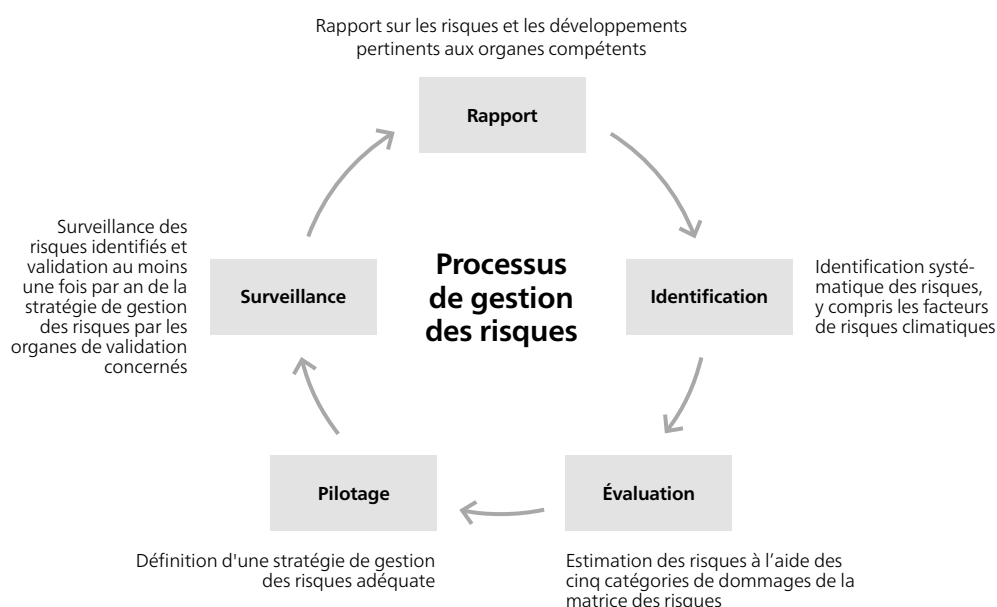 Rapport sur les risques et les développements
pertinents aux organes compétents
Rapport
Surveillance des
risques identifiés et
validation au moins
une fois par an de la
stratégie de gestion
des risques par les
organes de validation
concernés
Surveillance
Processus
de gestion
des risques
Identification
Identification systé-
matique des risques,
y compris les facteurs
de risques climatiques
Pilotage
Évaluation
Définition d'une stratégie de gestion
des risques adéquate
Estimation des risques à l’aide des
cinq catégories de dommages de la
matrice des risques